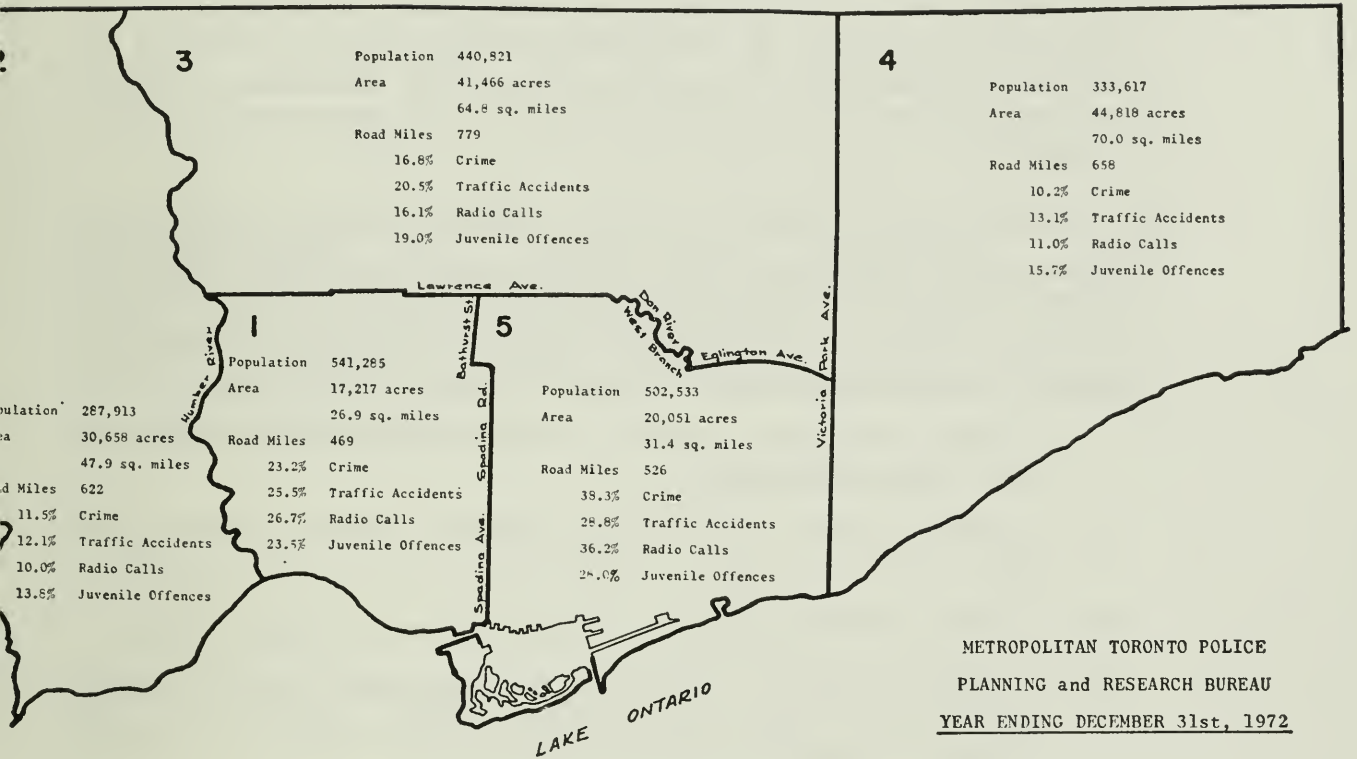 2
3
Population 440,821
Area 41,466 acres
64.8 sq. miles
Road Miles 779
16.8% Crime
20.5% Traffic Accidents
16.1% Radio Calls
19.0% Juvenile Offences
4
Population 333,617
Area 44,818 acres
70.0 sq. miles
Road Miles 658
10.2% Crime
13.1% Traffic Accidents
11.0% Radio Calls
15.7% Juvenile Offences
Lawrence Ave.
Humber River
Bathurst St.
Spadina Rd.
Spadina Ave.
Don River
West Branch
Eglington Ave.
Victoria Park Ave.
1
Population 541,285
Area 17,217 acres
26.9 sq. miles
Road Miles 469
23.2% Crime
25.5% Traffic Accidents
26.7% Radio Calls
23.5% Juvenile Offences
5
Population 502,533
Area 20,051 acres
31.4 sq. miles
Road Miles 526
38.3% Crime
28.8% Traffic Accidents
36.2% Radio Calls
28.0% Juvenile Offences
pulation 287,913
ea 30,658 acres
47.9 sq. miles
d Miles 622
11.5% Crime
12.1% Traffic Accidents
10.0% Radio Calls
13.8% Juvenile Offences
LAKE ONTARIO
METROPOLITAN TORONTO POLICE
PLANNING and RESEARCH BUREAU
YEAR ENDING DECEMBER 31st, 1972